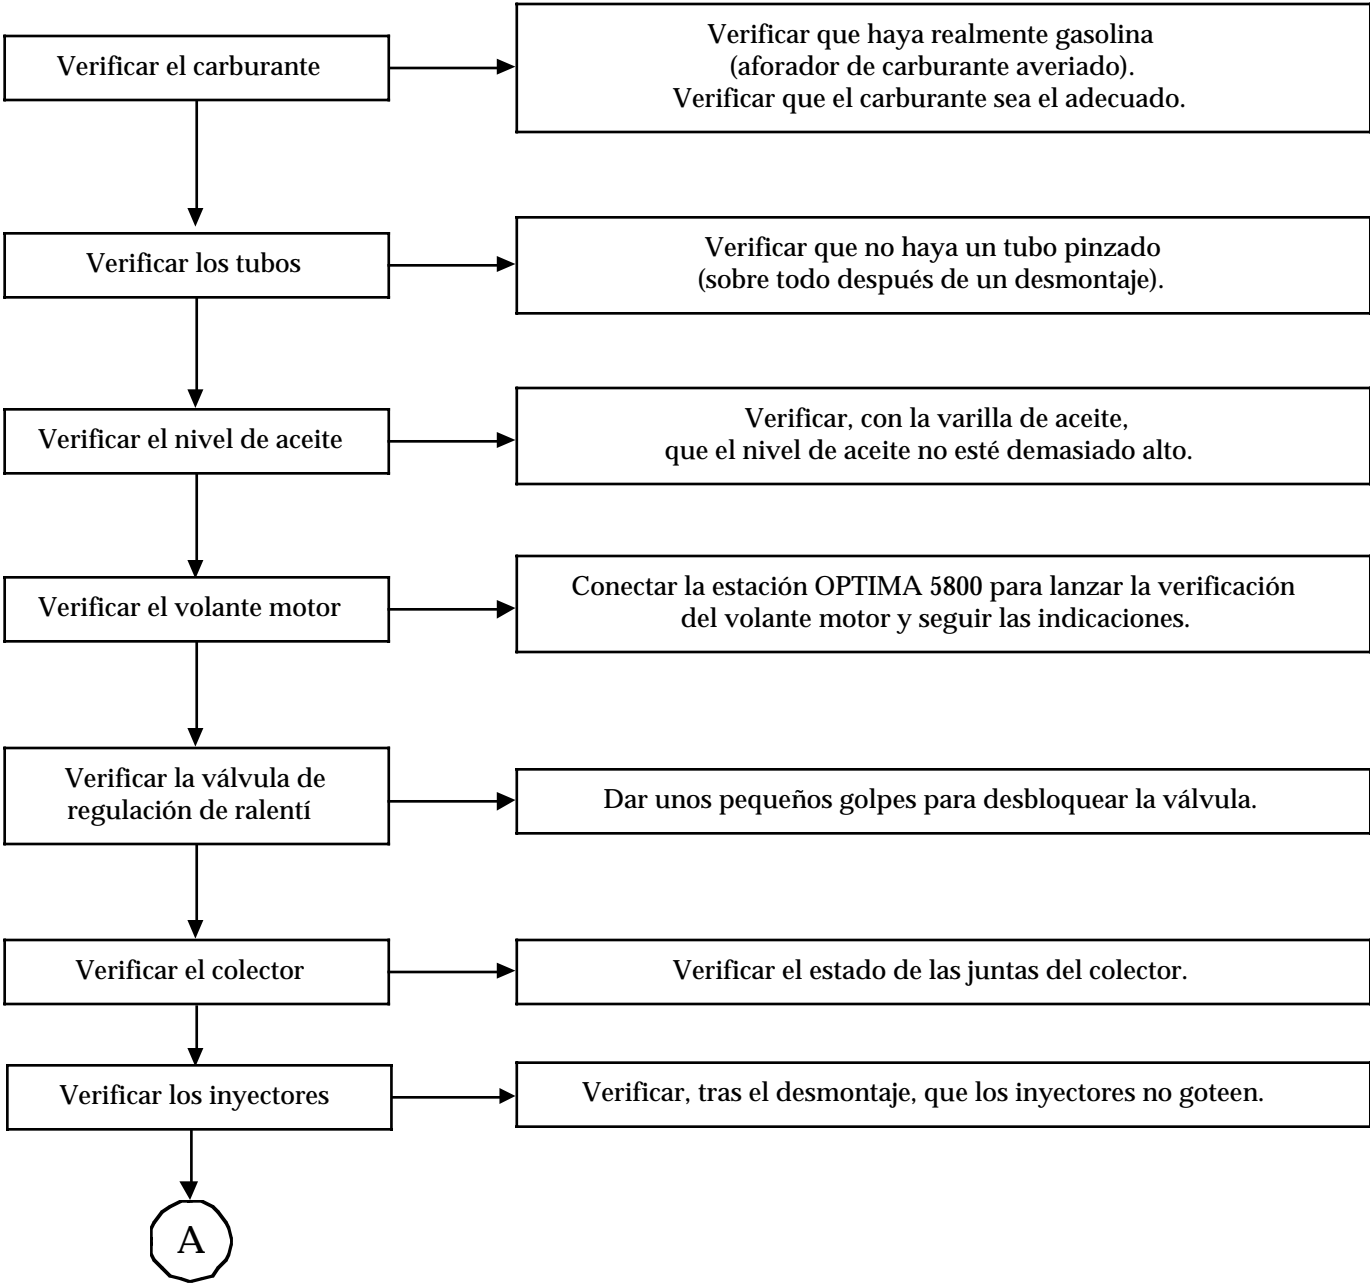 Verificar el carburante
Verificar que haya realmente gasolina
(aforador de carburante averiado).
Verificar que el carburante sea el adecuado.
Verificar los tubos
Verificar que no haya un tubo pinzado
(sobre todo después de un desmontaje).
Verificar el nivel de aceite
Verificar, con la varilla de aceite,
que el nivel de aceite no esté demasiado alto.
Verificar el volante motor
Conectar la estación OPTIMA 5800 para lanzar la verificación
del volante motor y seguir las indicaciones.
Verificar la válvula de
regulación de ralentí
Dar unos pequeños golpes para desbloquear la válvula.
Verificar el colector
Verificar el estado de las juntas del colector.
Verificar los inyectores
Verificar, tras el desmontaje, que los inyectores no goteen.
A